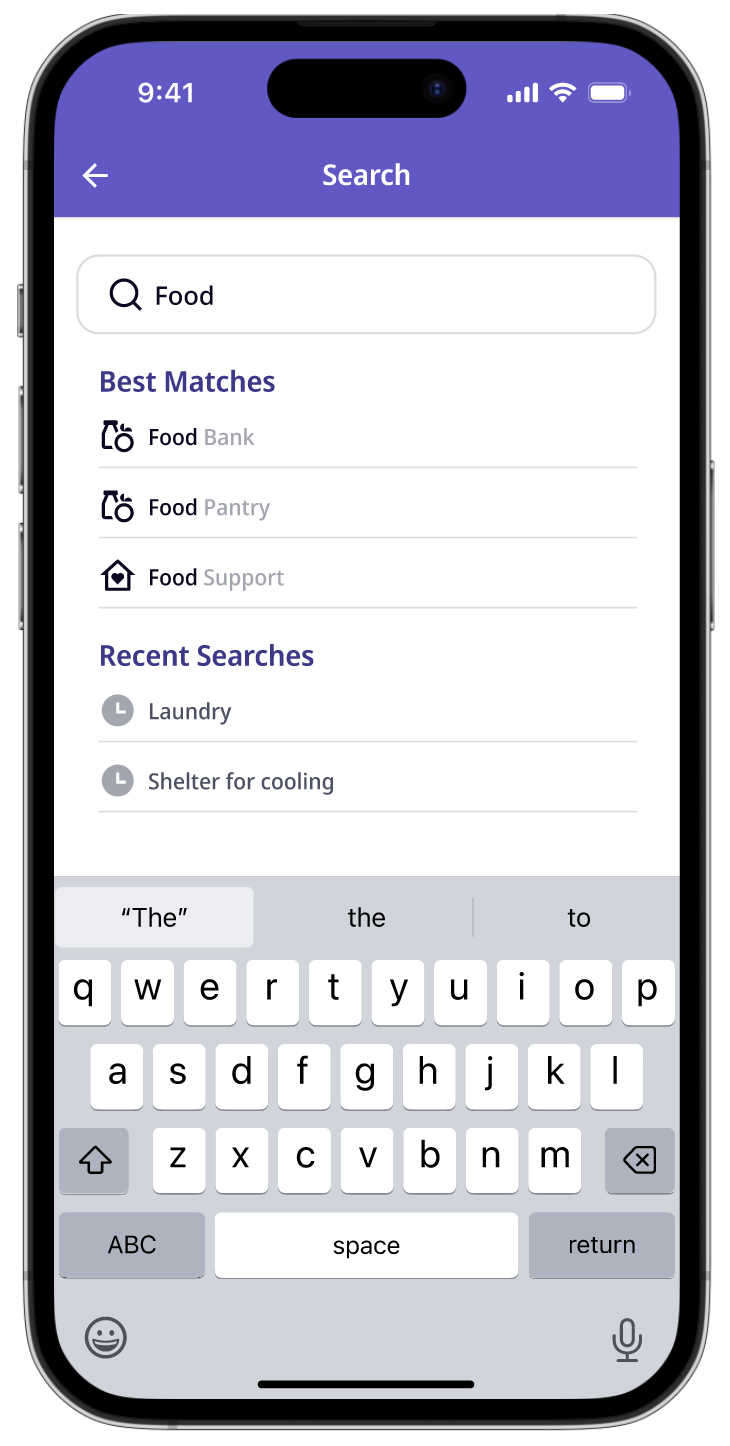 9:41
Search
Food
Best Matches
Food Bank
Food Pantry
Food Support
Recent Searches
Laundry
Shelter for cooling
“The” the to
q w e r t y u i o p
a s d f g h j k l
z x c v b n m
ABC space return